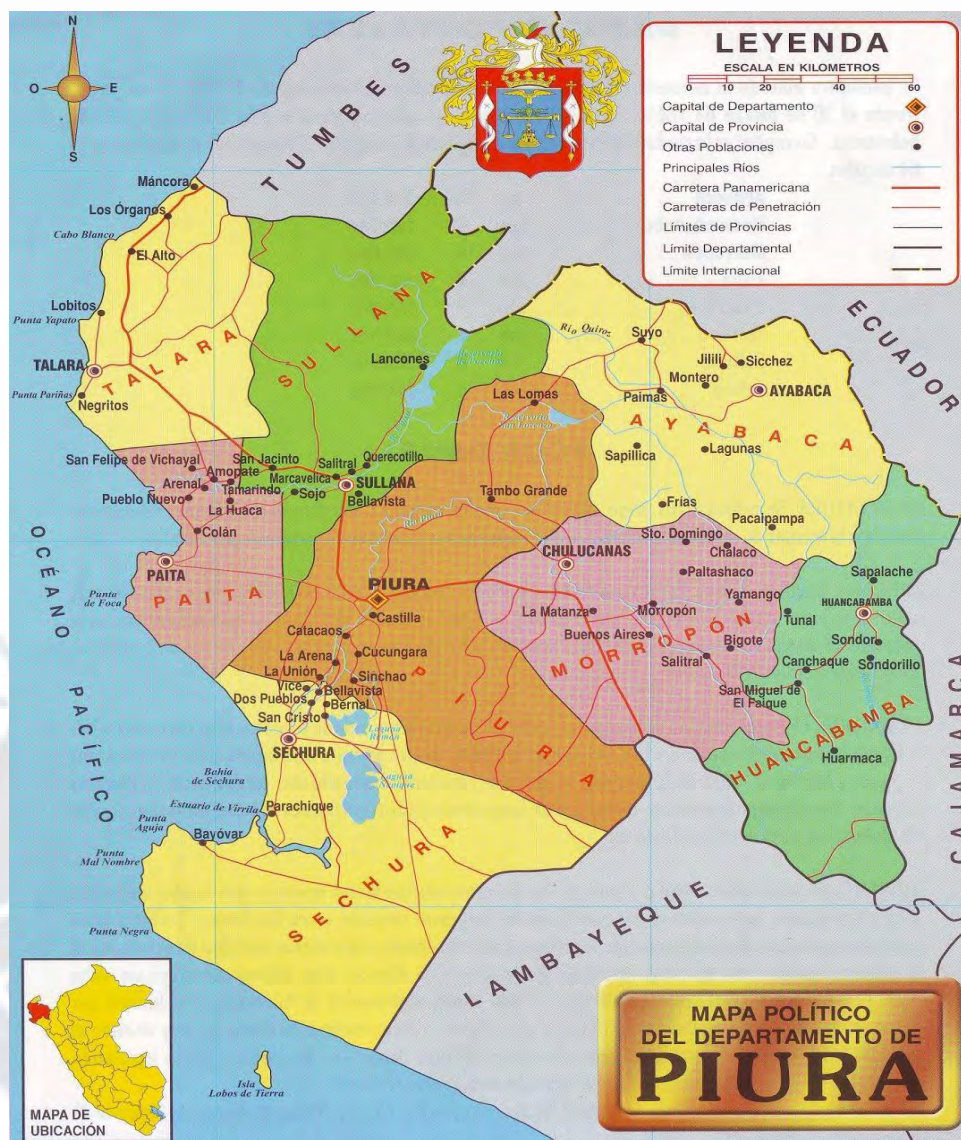 N
O
E
S
LEYENDA
ESCALA EN KILOMETROS
0 10 20 30 40 60
Capital de Departamento
Capital de Provincia
Otras Poblaciones
Principales Ríos
Carretera Panamericana
Carreteras de Penetración
Límites de Provincias
Límite Departamental
Límite Internacional
TUMBES
ECUADOR
CAJAMARCA
LAMBAYEQUE
OCÉANO PACÍFICO
Máncora
Los Órganos
Cabo Blanco
El Alto
Lobitos
Punta Yapato
TALARA
TALARA
Punta Pariñas
Negritos
SULLANA
Lancones
San Jacinto
Salitral
Querecotillo
Marcavelica
SULLANA
Sojo
Bellavista
San Felipe de Vichayal
Amopate
Arenal
Tamarindo
Pueblo Nuevo
La Huaca
Colán
PAITA
PAITA
Punta de Foca
Las Lomas
Tambo Grande
Río Piura
PIURA
Castilla
Catacaos
Cucungara
La Arena
La Unión
Sinchao
PIURA
Vice
Bellavista
Dos Pueblos
Bernal
San Cristo
SECHURA
Laguna Ramón
Bahía de Sechura
Estuario de Virrila
Parachique
Punta Aguja
Bayóvar
Punta Mal Nombre
Punta Negra
SECHURA
Río Quiroz
Suyo
Jilili
Sicchez
Montero
Paimas
AYABACA
AYABACA
Sapillica
Lagunas
Frías
Pacaipampa
CHULUCANAS
Sto. Domingo
Chalaco
Paltashaco
Yamango
La Matanza
Morropón
Buenos Aires
MORROPÓN
Bigote
Salitral
Sapalache
HUANCABAMBA
Tunal
Sondor
Canchaque
Sondorillo
San Miguel de El Faique
Huarmaca
HUANCABAMBA
Isla
Lobos de Tierra
MAPA DE
UBICACIÓN
MAPA POLÍTICO
DEL DEPARTAMENTO DE
PIURA